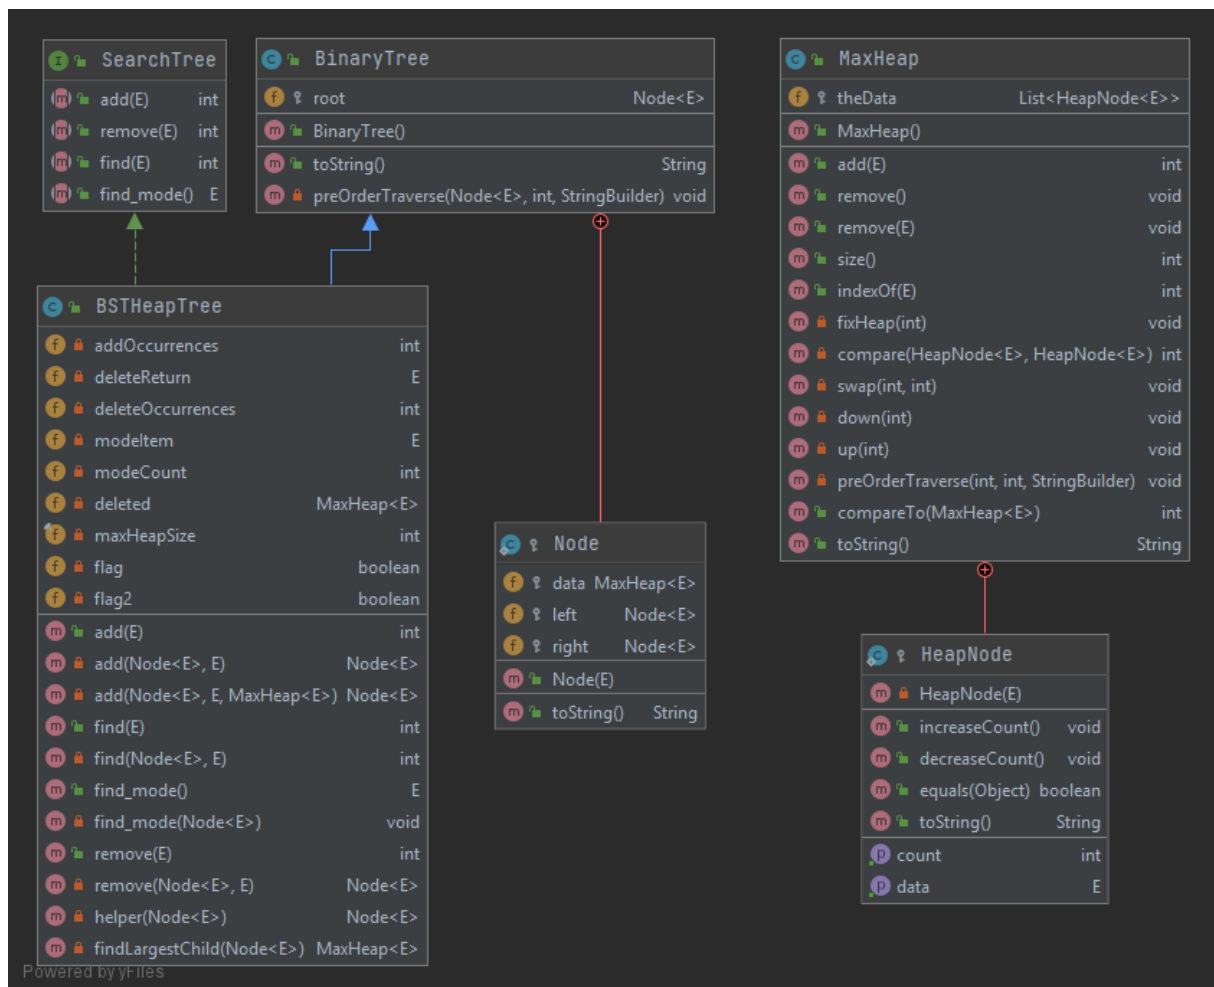 SearchTree
add(E) int
remove(E) int
find(E) int
find_mode() E
BinaryTree
root Node<E>
BinaryTree()
toString() String
preOrderTraverse(Node<E>, int, StringBuilder) void
MaxHeap
theData List<HeapNode<E>>
MaxHeap()
add(E) int
remove() void
remove(E) void
size() int
indexOf(E) int
fixHeap(int) void
compare(HeapNode<E>, HeapNode<E>) int
swap(int, int) void
down(int) void
up(int) void
preOrderTraverse(int, int, StringBuilder) void
compareTo(MaxHeap<E>) int
toString() String
BSTHeapTree
addOccurrences int
deleteReturn E
deleteOccurrences int
modeItem E
modeCount int
deleted MaxHeap<E>
maxHeapSize int
flag boolean
flag2 boolean
add(E) int
add(Node<E>, E) Node<E>
add(Node<E>, E, MaxHeap<E>) Node<E>
find(E) int
find(Node<E>, E) int
find_mode() E
find_mode(Node<E>) void
remove(E) int
remove(Node<E>, E) Node<E>
helper(Node<E>) Node<E>
findLargestChild(Node<E>) MaxHeap<E>
Node
data MaxHeap<E>
left Node<E>
right Node<E>
Node(E)
toString() String
HeapNode
HeapNode(E)
increaseCount() void
decreaseCount() void
equals(Object) boolean
toString() String
count int
data E
Powered by yFiles